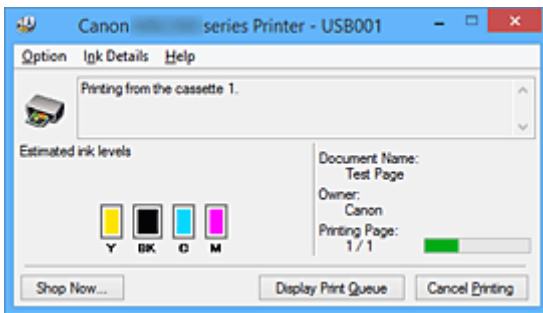 Canon series Printer - USB001
Option Ink Details Help
Printing from the cassette 1.
Estimated ink levels
Document Name:
Test Page
Owner:
Canon
Printing Page:
1 / 1
Y BK C M
Shop Now... Display Print Queue Cancel Printing